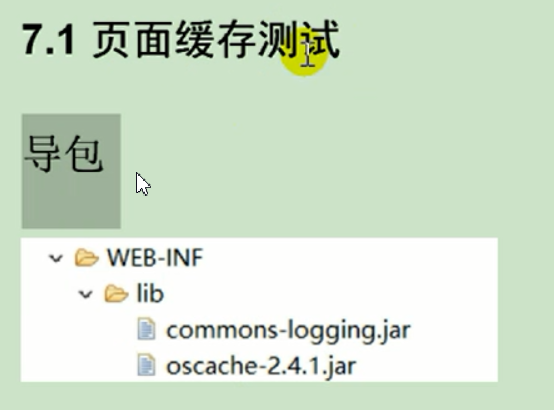 7.1 页面缓存测试
导包
WEB-INF
lib
commons-logging.jar
oscache-2.4.1.jar